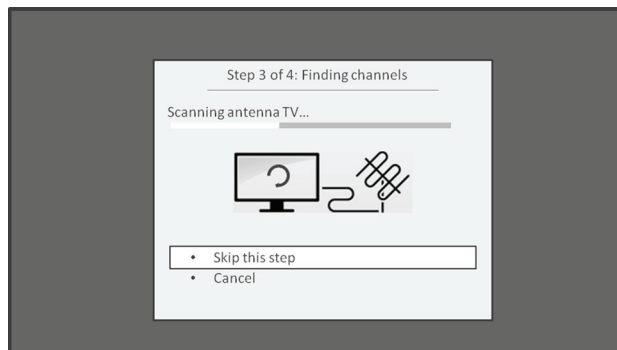 Step 3 of 4: Finding channels
Scanning antenna TV...
• Skip this step
• Cancel